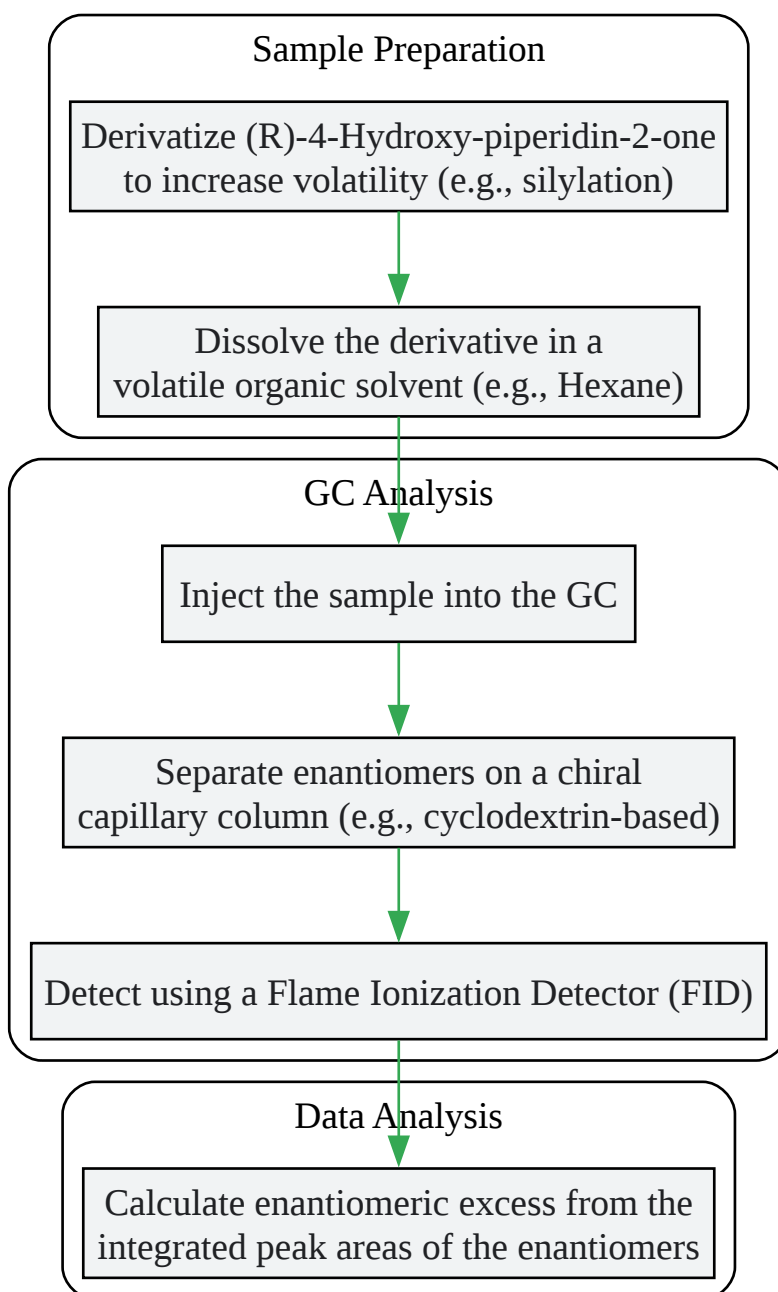 Sample Preparation
Derivatize (R)-4-Hydroxy-piperidin-2-one
to increase volatility (e.g., silylation)
Dissolve the derivative in a
volatile organic solvent (e.g., Hexane)
GC Analysis
Inject the sample into the GC
Separate enantiomers on a chiral
capillary column (e.g., cyclodextrin-based)
Detect using a Flame Ionization Detector (FID)
Data Analysis
Calculate enantiomeric excess from the
integrated peak areas of the enantiomers